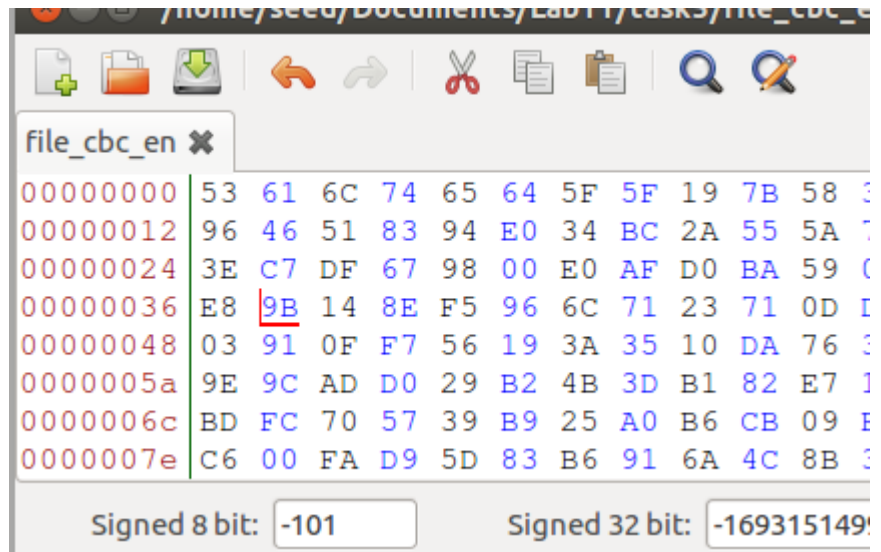 /home/seed/Documents/Lab11/task5/file_cbc_e
file_cbc_en
00000000 53 61 6C 74 65 64 5F 5F 19 7B 58
00000012 96 46 51 83 94 E0 34 BC 2A 55 5A
00000024 3E C7 DF 67 98 00 E0 AF D0 BA 59
00000036 E8 9B 14 8E F5 96 6C 71 23 71 0D
00000048 03 91 0F F7 56 19 3A 35 10 DA 76
0000005a 9E 9C AD D0 29 B2 4B 3D B1 82 E7
0000006c BD FC 70 57 39 B9 25 A0 B6 CB 09
0000007e C6 00 FA D9 5D 83 B6 91 6A 4C 8B
Signed 8 bit: -101 Signed 32 bit: -169315149